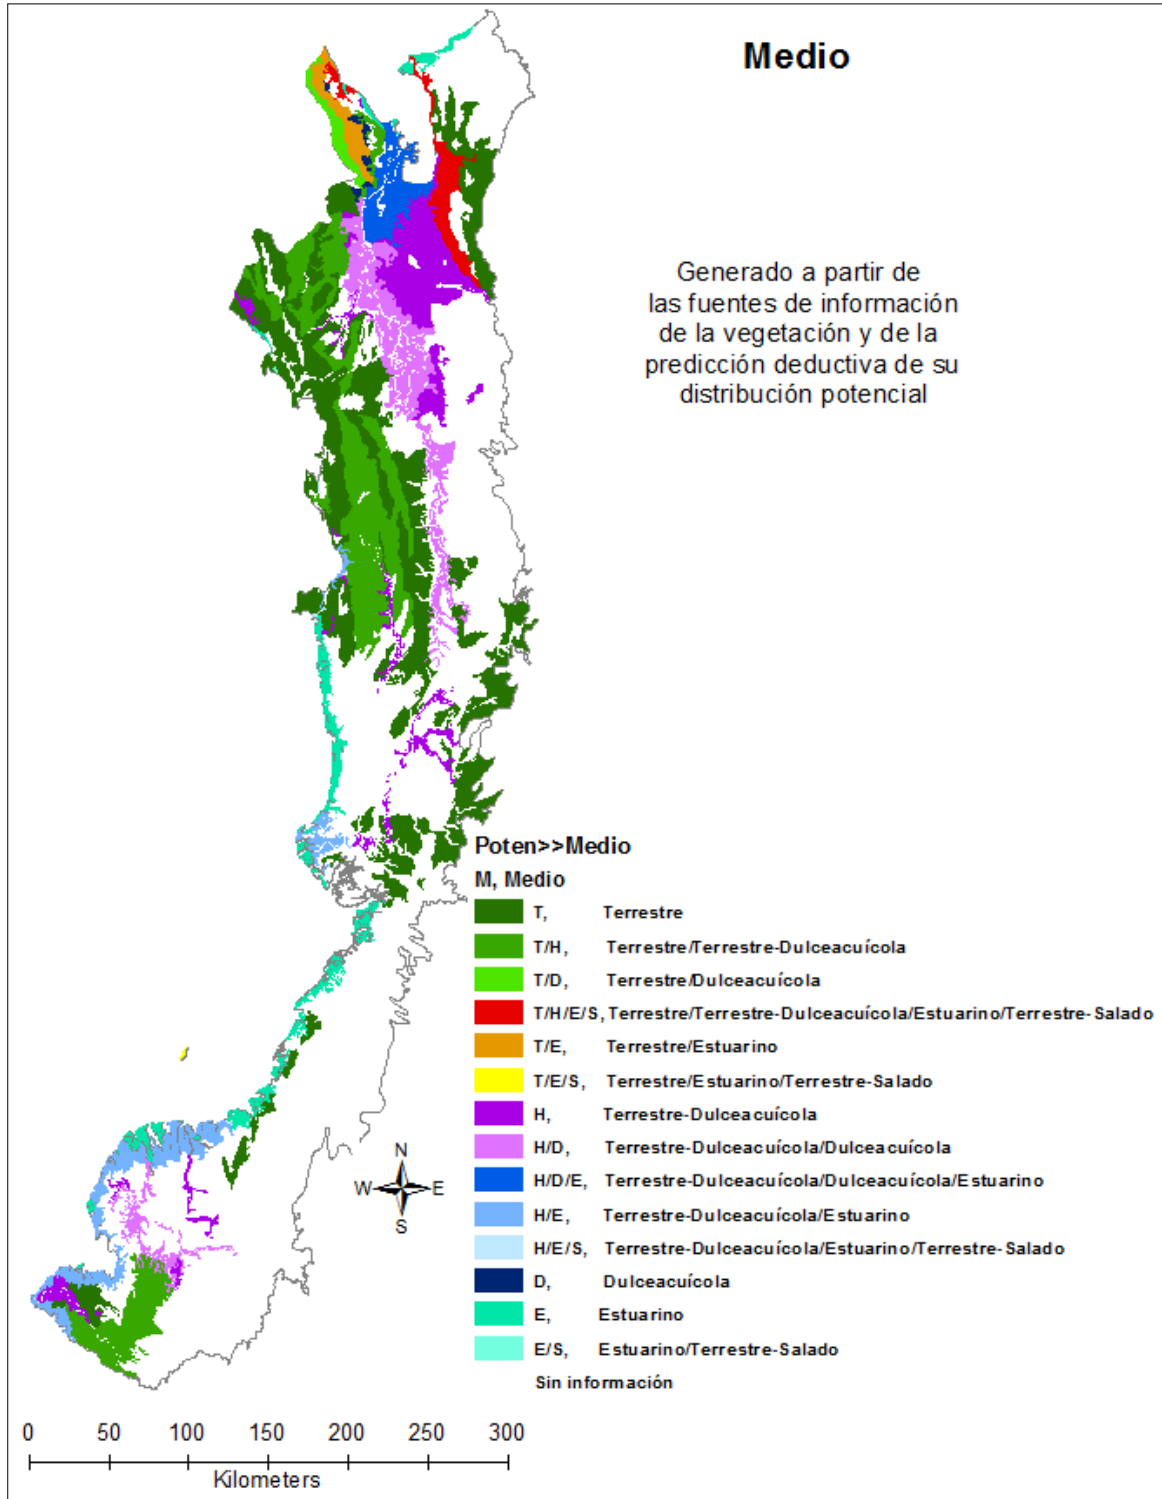 Medio
Generado a partir de
las fuentes de información
de la vegetación y de la
predicción deductiva de su
distribución potencial
Poten>>Medio
M, Medio
T, Terrestre
T/H, Terrestre/Terrestre-Dulceacuícola
T/D, Terrestre/Dulceacuícola
T/H/E/S, Terrestre/Terrestre-Dulceacuícola/Estuarino/Terrestre-Salado
T/E, Terrestre/Estuarino
T/E/S, Terrestre/Estuarino/Terrestre-Salado
H, Terrestre-Dulceacuícola
H/D, Terrestre-Dulceacuícola/Dulceacuícola
H/D/E, Terrestre-Dulceacuícola/Dulceacuícola/Estuarino
H/E, Terrestre-Dulceacuícola/Estuarino
H/E/S, Terrestre-Dulceacuícola/Estuarino/Terrestre-Salado
D, Dulceacuícola
E, Estuarino
E/S, Estuarino/Terrestre-Salado
Sin información
N
W E
S
0 50 100 150 200 250 300
Kilometers